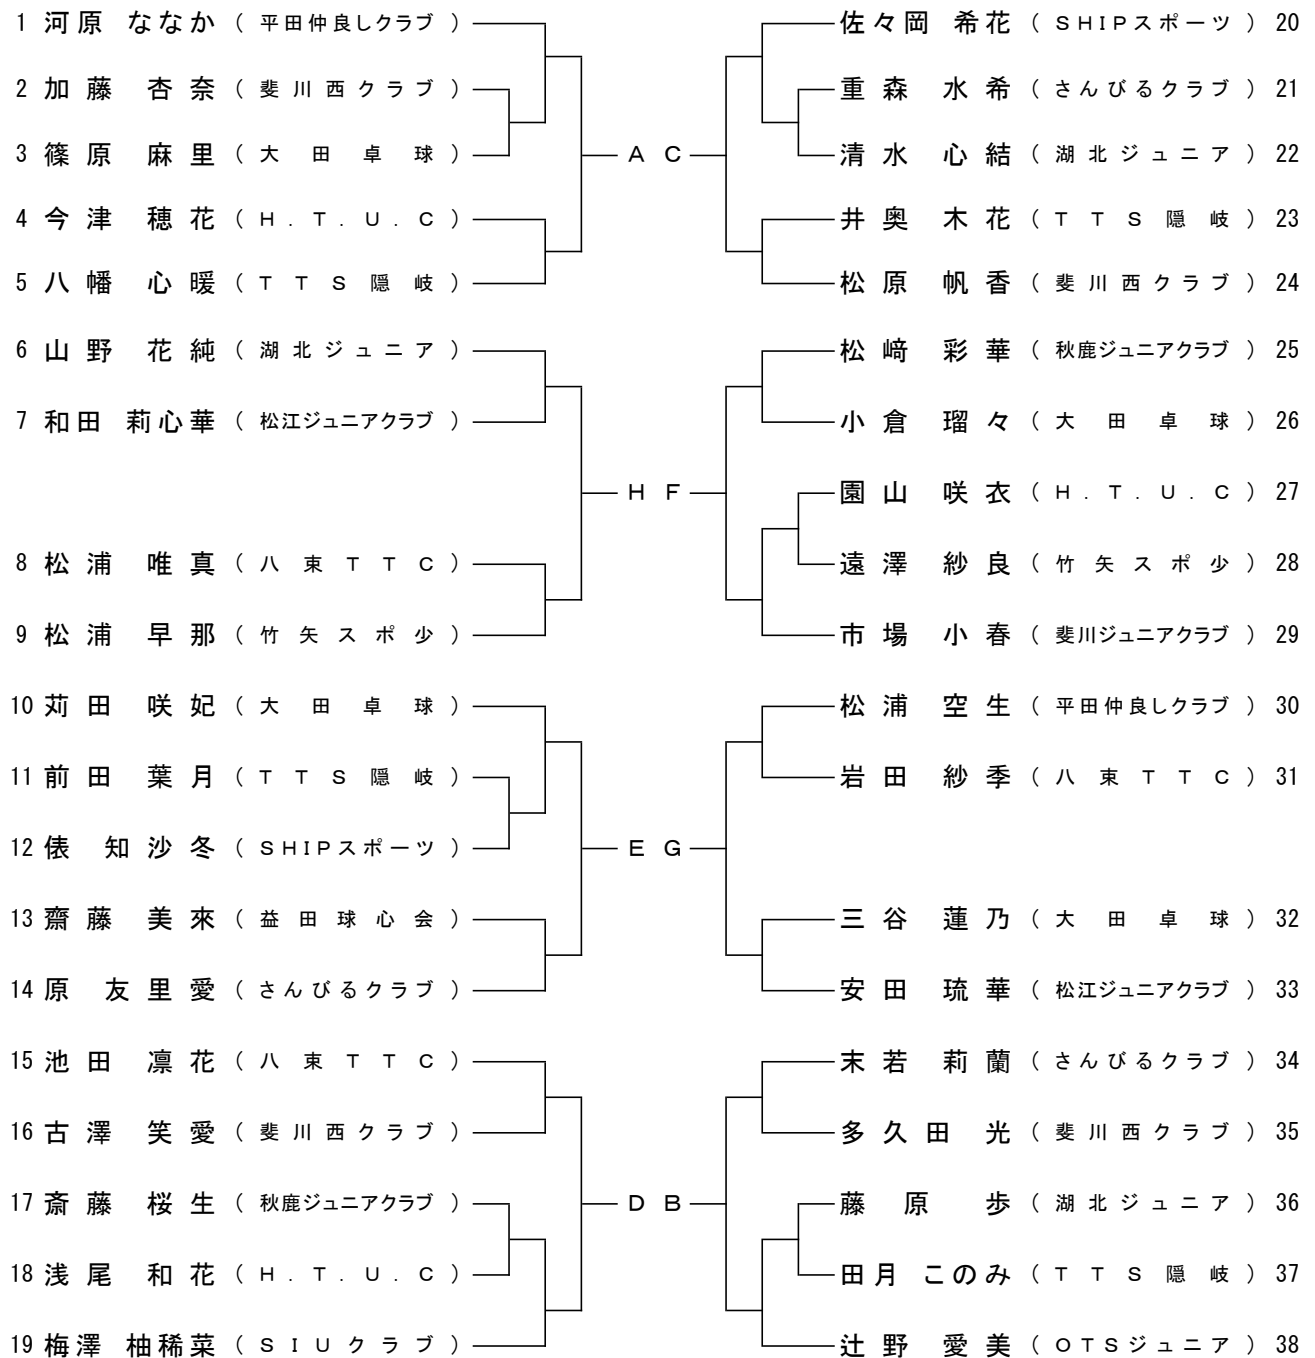 1 河原 ななか ( 平田仲良しクラブ ) 佐々岡 希花 ( SHIPスポーツ ) 20
2 加藤 杏奈 ( 斐川西クラブ ) 重森 水希 ( さんびるクラブ ) 21
3 篠原 麻里 ( 大田卓球 ) A C 清水 心結 ( 湖北ジュニア ) 22
4 今津 穂花 ( H.T.U.C ) 井奥 木花 ( TTS隠岐 ) 23
5 八幡 心暖 ( TTS隠岐 ) 松原 帆香 ( 斐川西クラブ ) 24
6 山野 花純 ( 湖北ジュニア ) 松﨑 彩華 ( 秋鹿ジュニアクラブ ) 25
7 和田 莉心華 ( 松江ジュニアクラブ ) 小倉 瑠々 ( 大田卓球 ) 26
H F 園山 咲衣 ( H.T.U.C ) 27
8 松浦 唯真 ( 八束TTC ) 遠澤 紗良 ( 竹矢スポ少 ) 28
9 松浦 早那 ( 竹矢スポ少 ) 市場 小春 ( 斐川ジュニアクラブ ) 29
10 苅田 咲妃 ( 大田卓球 ) 松浦 空生 ( 平田仲良しクラブ ) 30
11 前田 葉月 ( TTS隠岐 ) 岩田 紗季 ( 八束TTC ) 31
12 俵 知沙冬 ( SHIPスポーツ ) E G
13 齋藤 美來 ( 益田球心会 ) 三谷 蓮乃 ( 大田卓球 ) 32
14 原 友里愛 ( さんびるクラブ ) 安田 琉華 ( 松江ジュニアクラブ ) 33
15 池田 凛花 ( 八束TTC ) 末若 莉蘭 ( さんびるクラブ ) 34
16 古澤 笑愛 ( 斐川西クラブ ) 多久田 光 ( 斐川西クラブ ) 35
17 斎藤 桜生 ( 秋鹿ジュニアクラブ ) D B 藤原 歩 ( 湖北ジュニア ) 36
18 浅尾 和花 ( H.T.U.C ) 田月 このみ ( TTS隠岐 ) 37
19 梅澤 柚稀菜 ( SIUクラブ ) 辻野 愛美 ( OTSジュニア ) 38